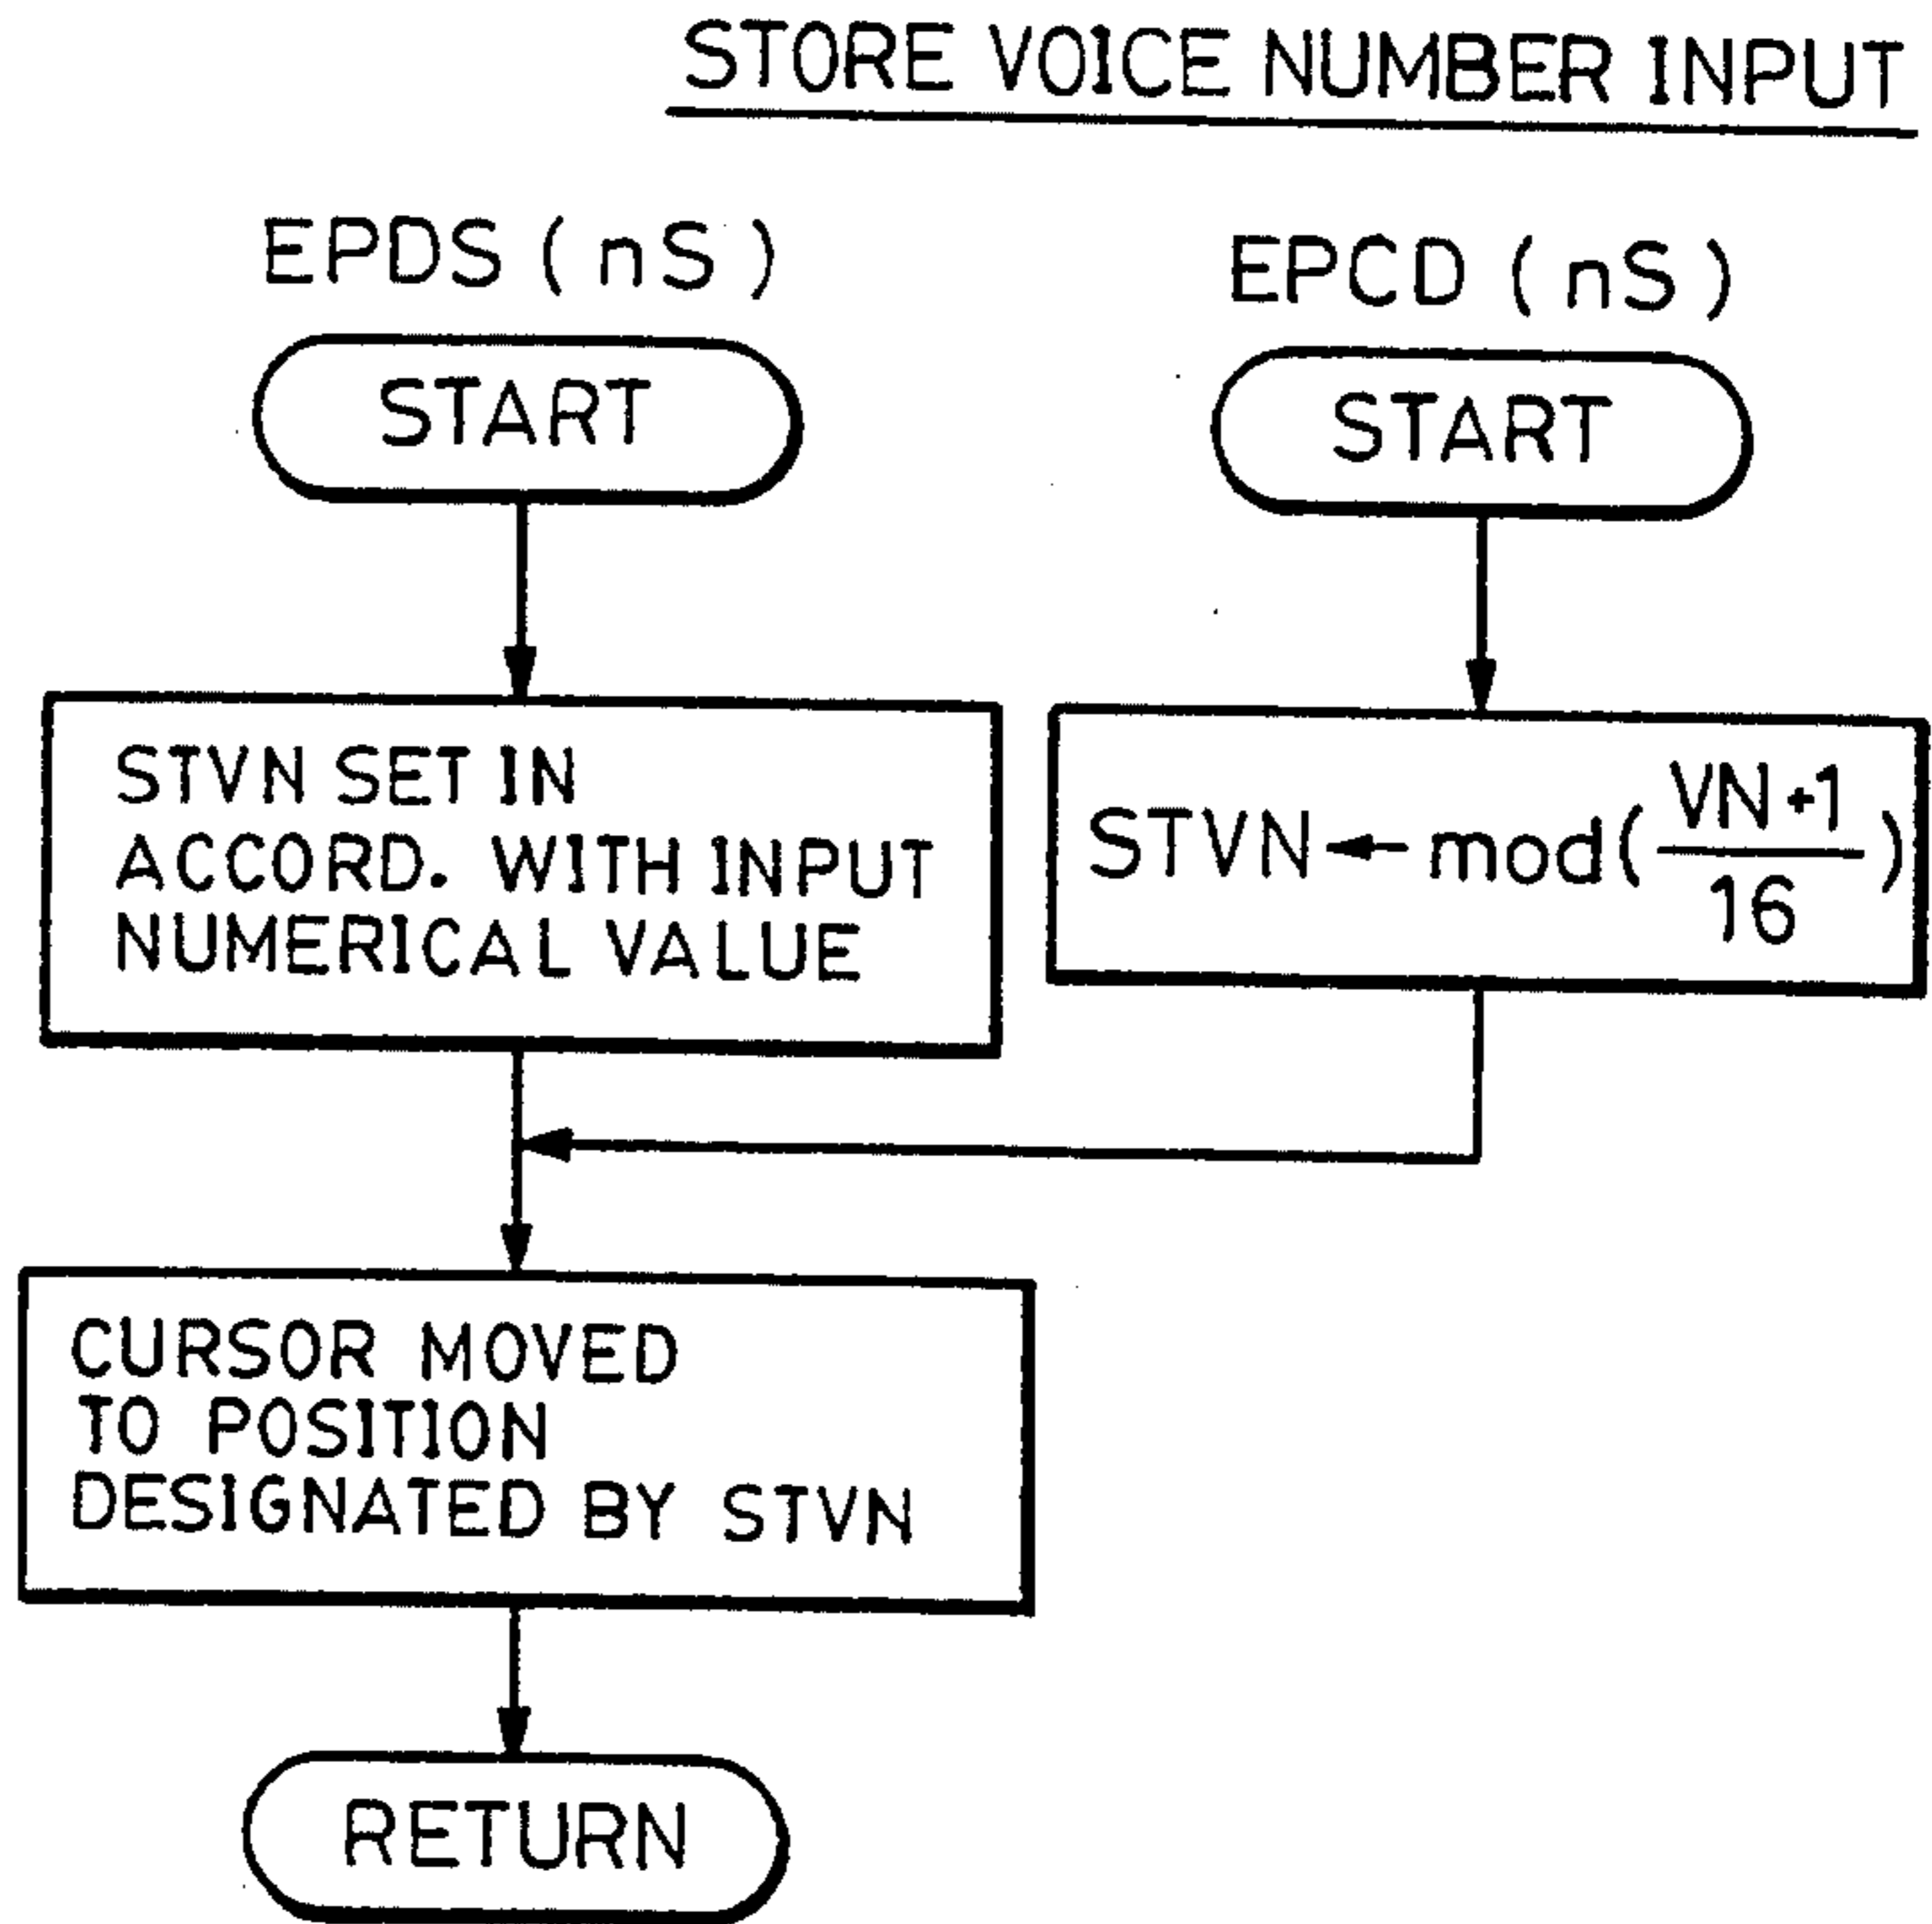 STORE VOICE NUMBER INPUT
EPDS (nS)
START
STVN SET IN
ACCORD. WITH INPUT
NUMERICAL VALUE
EPCD (nS)
START
STVN ← mod(VN+1/16)
CURSOR MOVED
TO POSITION
DESIGNATED BY STVN
RETURN